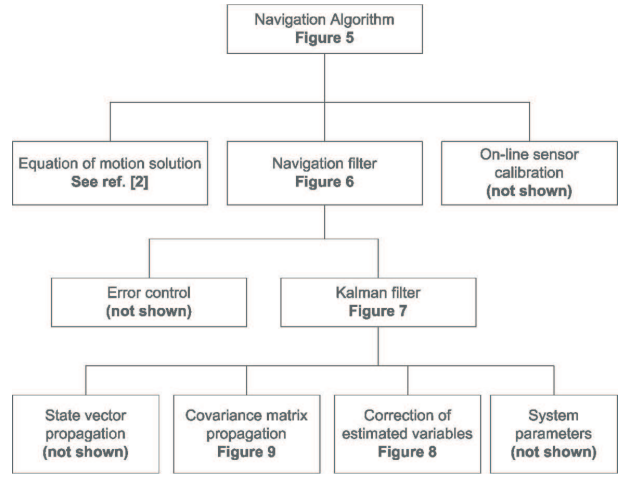 Navigation Algorithm
Figure 5
Equation of motion solution
See ref. [2]
Navigation filter
Figure 6
On-line sensor
calibration
(not shown)
Error control
(not shown)
Kalman filter
Figure 7
State vector
propagation
(not shown)
Covariance matrix
propagation
Figure 9
Correction of
estimated variables
Figure 8
System
parameters
(not shown)